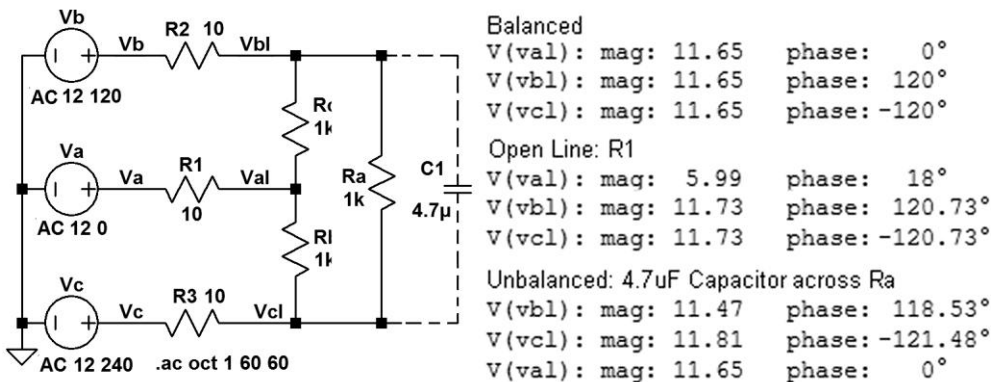 Vb
R2 10
Vb
Vbl
AC 12 120
1k
Va
R1
Va
Val
10
AC 12 0
Ra
1k
C1
4.7µ
1k
Vc
R3 10
Vc
Vcl
AC 12 240
.ac oct 1 60 60
Balanced
V(val): mag: 11.65 phase: 0°
V(vbl): mag: 11.65 phase: 120°
V(vcl): mag: 11.65 phase: -120°
Open Line: R1
V(val): mag: 5.99 phase: 18°
V(vbl): mag: 11.73 phase: 120.73°
V(vcl): mag: 11.73 phase: -120.73°
Unbalanced: 4.7uF Capacitor across Ra
V(vbl): mag: 11.47 phase: 118.53°
V(vcl): mag: 11.81 phase: -121.48°
V(val): mag: 11.65 phase: 0°